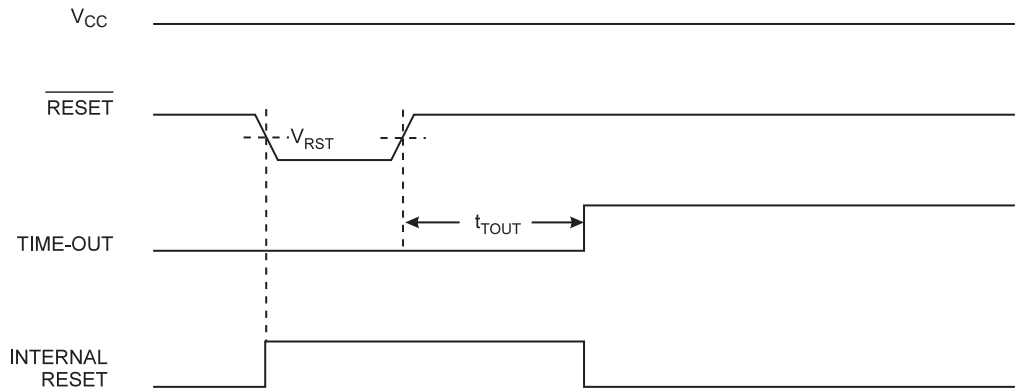 VCC
RESET
VRST
tTOUT
TIME-OUT
INTERNAL
RESET